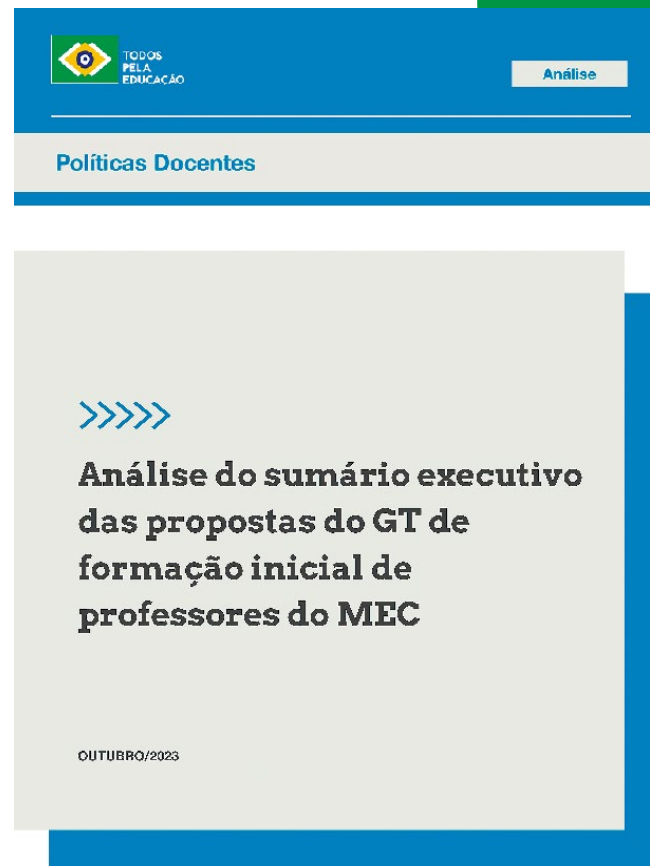 TODOS
PELA
EDUCAÇÃO
Análise
Políticas Docentes
Análise do sumário executivo
das propostas do GT de
formação inicial de
professores do MEC
OUTUBRO/2023